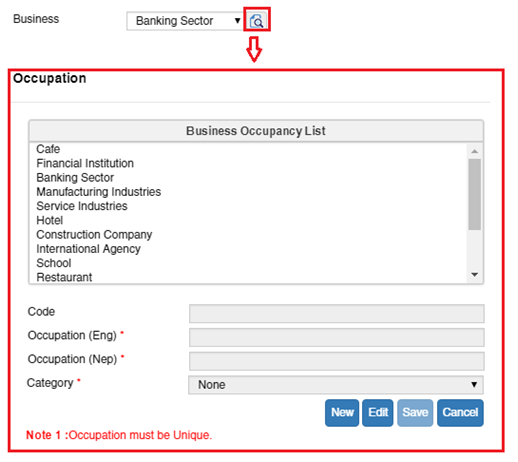 Business Banking Sector
Occupation
Business Occupancy List
Cafe
Financial Institution
Banking Sector
Manufacturing Industries
Service Industries
Hotel
Construction Company
International Agency
School
Restaurant
Code
Occupation (Eng) *
Occupation (Nep) *
Category * None
New Edit Save Cancel
Note 1 :Occupation must be Unique.